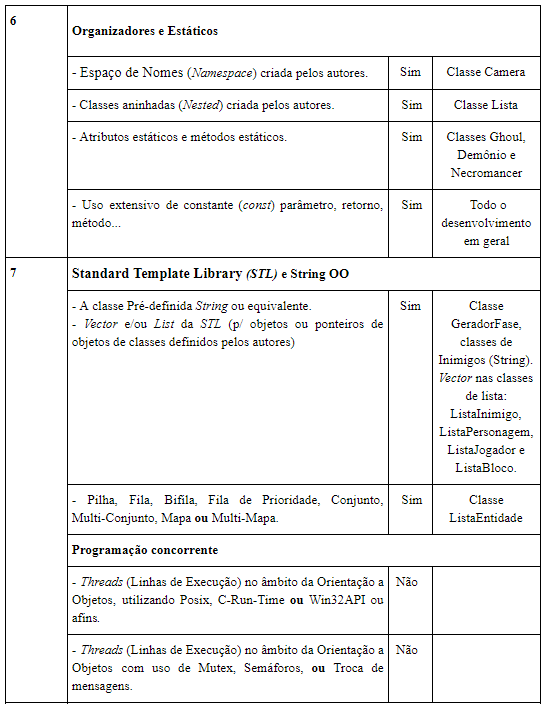 6
Organizadores e Estáticos
- Espaço de Nomes (Namespace) criada pelos autores.
Sim
Classe Camera
- Classes aninhadas (Nested) criada pelos autores.
Sim
Classe Lista
- Atributos estáticos e métodos estáticos.
Sim
Classes Ghoul,
Demônio e
Necromancer
- Uso extensivo de constante (const) parâmetro, retorno,
método...
Sim
Todo o
desenvolvimento
em geral
7
Standard Template Library (STL) e String OO
- A classe Pré-definida String ou equivalente.
- Vector e/ou List da STL (p/ objetos ou ponteiros de
objetos de classes definidos pelos autores)
Sim
Classe
GeradorFase,
classes de
Inimigos (String).
Vector nas classes
de lista:
ListaInimigo,
ListaPersonagem,
ListaJogador e
ListaBloco.
- Pilha, Fila, Bifila, Fila de Prioridade, Conjunto,
Multi-Conjunto, Mapa ou Multi-Mapa.
Sim
Classe
ListaEntidade
Programação concorrente
- Threads (Linhas de Execução) no âmbito da Orientação a
Objetos, utilizando Posix, C-Run-Time ou Win32API ou
afins.
Não
- Threads (Linhas de Execução) no âmbito da Orientação a
Objetos com uso de Mutex, Semáforos, ou Troca de
mensagens.
Não